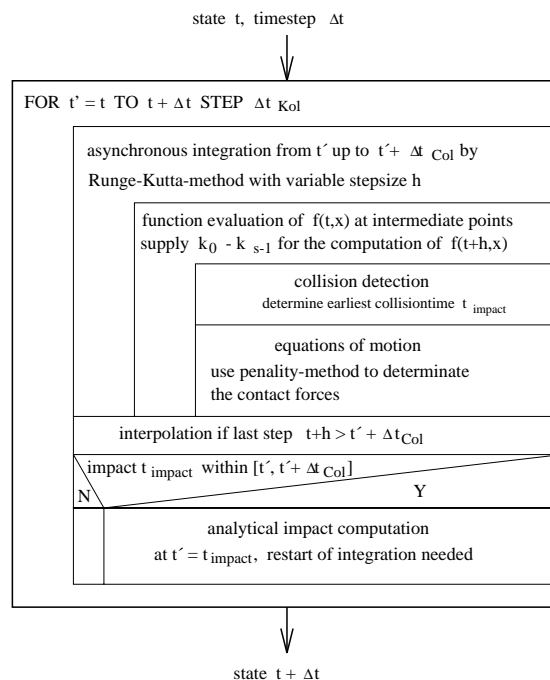 state t, timestep Δt
FOR t' = t TO t + Δt STEP Δt Kol
asynchronous integration from t´ up to t´+ Δt Col by
Runge-Kutta-method with variable stepsize h
function evaluation of f(t,x) at intermediate points
supply k0 - k s-1 for the computation of f(t+h,x)
collision detection
determine earliest collisiontime t impact
equations of motion
use penality-method to determinate
the contact forces
interpolation if last step t+h > t´ + ΔtCol
impact timpact within [t´, t´+ ΔtCol]
N
Y
analytical impact computation
at t´ = timpact, restart of integration needed
state t + Δt